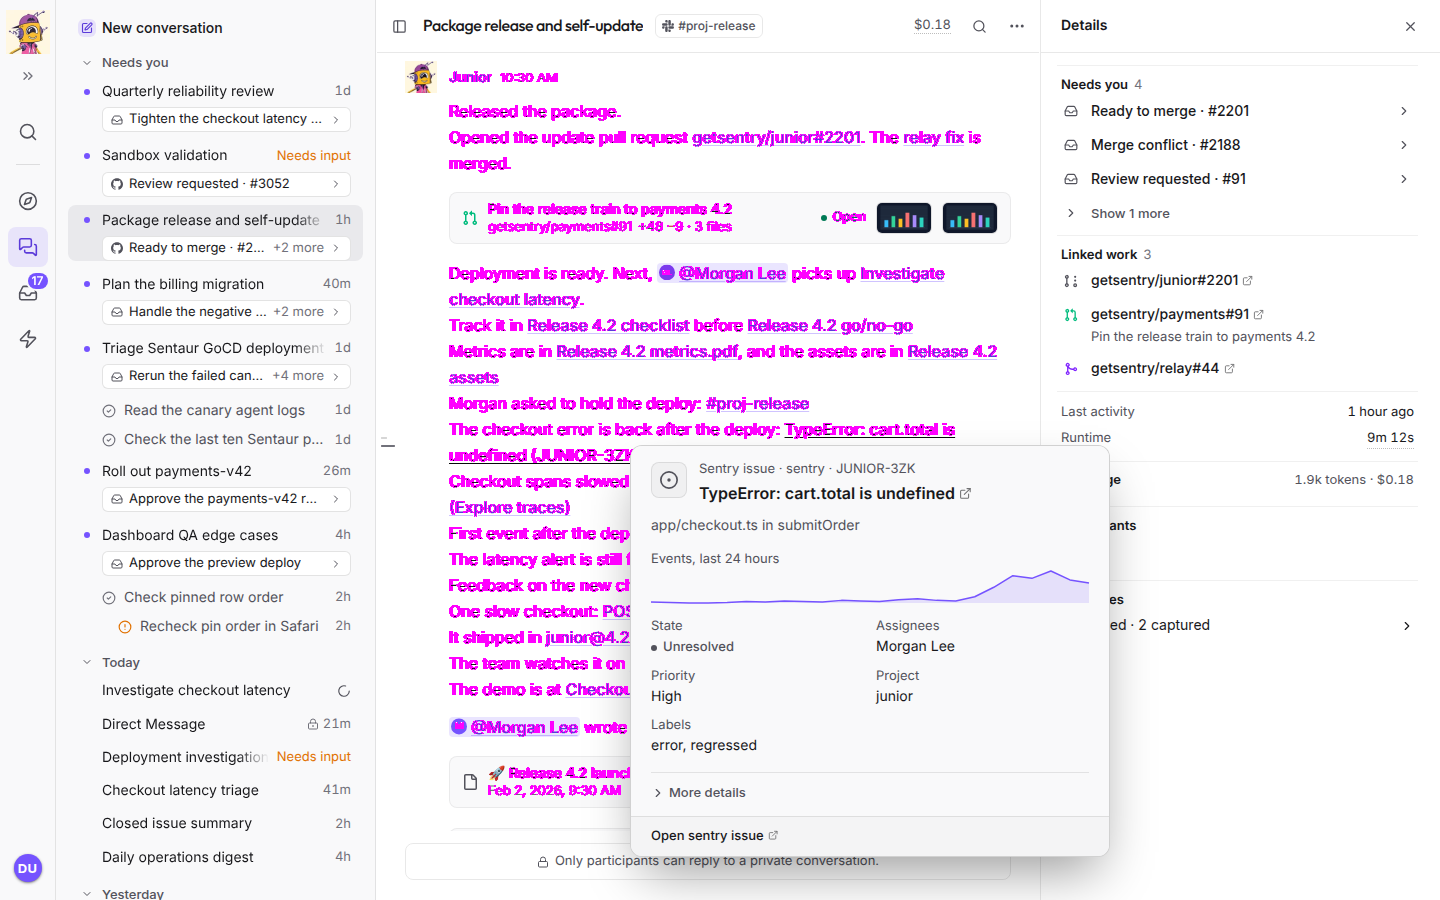 New conversation
Needs you
Quarterly reliability review 1d
Tighten the checkout latency ...
Sandbox validation Needs input
Review requested · #3052
Package release and self-update 1h
Ready to merge · #2... +2 more
Plan the billing migration 40m
Handle the negative ... +2 more
Triage Sentaur GoCD deployment 1d
Rerun the failed can... +4 more
Read the canary agent logs 1d
Check the last ten Sentaur p... 1d
Roll out payments-v42 26m
Approve the payments-v42 r...
Dashboard QA edge cases 4h
Approve the preview deploy
Check pinned row order 2h
Recheck pin order in Safari 2h
Today
Investigate checkout latency
Direct Message 21m
Deployment investigation Needs input
Checkout latency triage 41m
Closed issue summary 2h
Daily operations digest 4h
Yesterday
17
DU
Package release and self-update #proj-release $0.18
Junior 10:30 AM
Released the package.
Opened the update pull request getsentry/junior#2201. The relay fix is
merged.
Pin the release train to payments 4.2
getsentry/payments#91 +48 −9 · 3 files
Open
Deployment is ready. Next, @Morgan Lee picks up Investigate
checkout latency.
Track it in Release 4.2 checklist before Release 4.2 go/no-go
Metrics are in Release 4.2 metrics.pdf, and the assets are in Release 4.2
assets
Morgan asked to hold the deploy: #proj-release
The checkout error is back after the deploy: TypeError: cart.total is
undefined (JUNIOR-3ZK
Checkout spans slowed
(Explore traces)
First event after the dep
The latency alert is still f
Feedback on the new ch
One slow checkout: POS
It shipped in junior@4.2
The team watches it on
The demo is at Checkou
@Morgan Lee wrote
🚀 Release 4.2 launch
Feb 2, 2026, 9:30 AM
Only participants can reply to a private conversation.
Sentry issue · sentry · JUNIOR-3ZK
TypeError: cart.total is undefined
app/checkout.ts in submitOrder
Events, last 24 hours
State Assignees
Unresolved Morgan Lee
Priority Project
High junior
Labels
error, regressed
More details
Open sentry issue
Details
Needs you 4
Ready to merge · #2201
Merge conflict · #2188
Review requested · #91
Show 1 more
Linked work 3
getsentry/junior#2201
getsentry/payments#91
Pin the release train to payments 4.2
getsentry/relay#44
Last activity 1 hour ago
Runtime 9m 12s
ge 1.9k tokens · $0.18
ants
es
ed · 2 captured